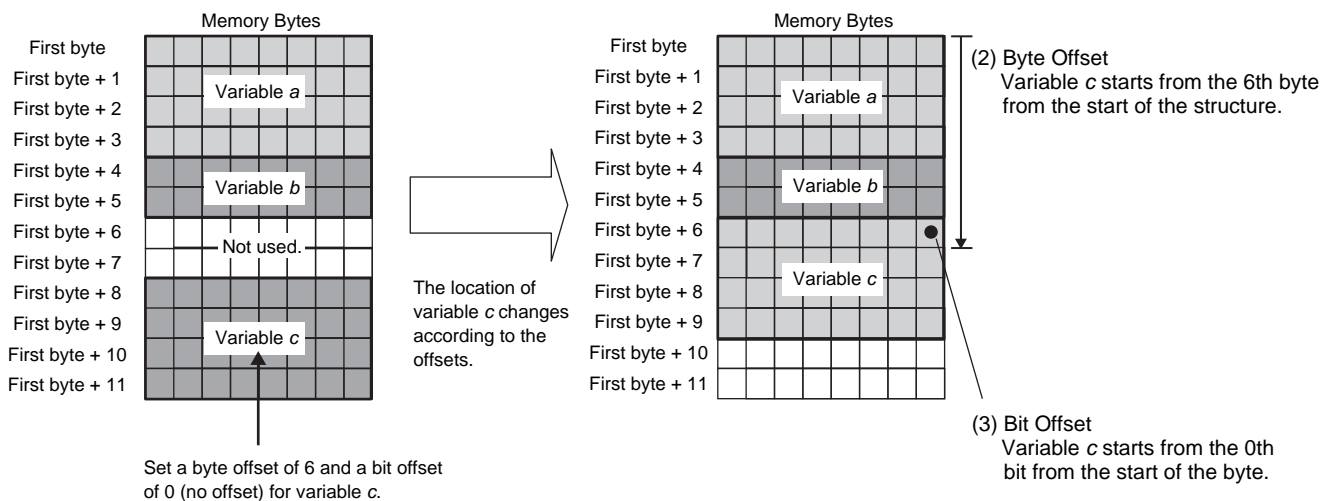 Memory Bytes
First byte
First byte + 1
First byte + 2
First byte + 3
First byte + 4
First byte + 5
First byte + 6
First byte + 7
First byte + 8
First byte + 9
First byte + 10
First byte + 11
Variable a
Variable b
Not used.
Variable c
Set a byte offset of 6 and a bit offset
of 0 (no offset) for variable c.
The location of
variable c changes
according to the
offsets.
Memory Bytes
First byte
First byte + 1
First byte + 2
First byte + 3
First byte + 4
First byte + 5
First byte + 6
First byte + 7
First byte + 8
First byte + 9
First byte + 10
First byte + 11
Variable a
Variable b
Variable c
(2) Byte Offset
Variable c starts from the 6th byte
from the start of the structure.
(3) Bit Offset
Variable c starts from the 0th
bit from the start of the byte.